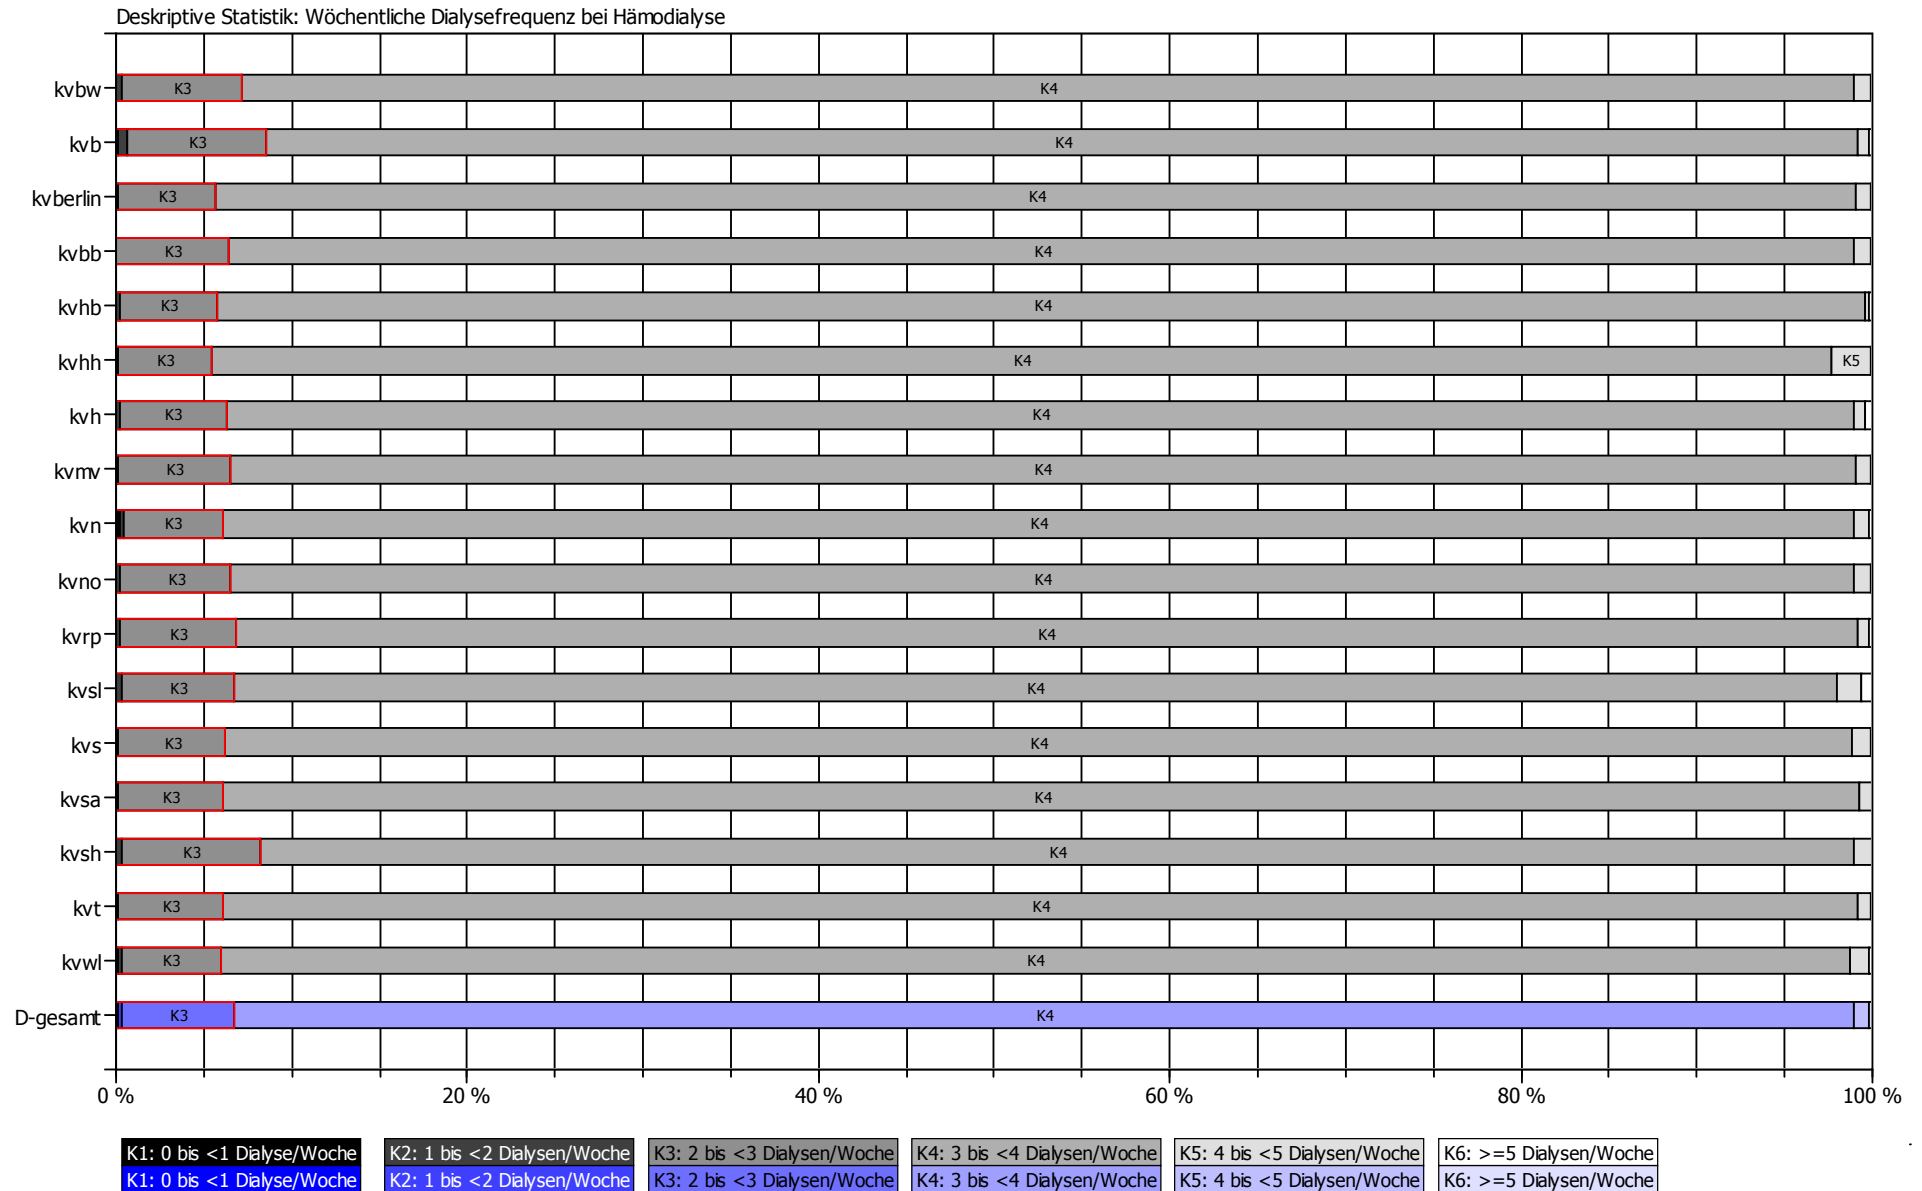 Deskriptive Statistik: Wöchentliche Dialysefrequenz bei Hämodialyse
kvbw K3 K4
kvb K3 K4
kvberlin K3 K4
kvbb K3 K4
kvhb K3 K4
kvhh K3 K4 K5
kvh K3 K4
kvmv K3 K4
kvn K3 K4
kvno K3 K4
kvrp K3 K4
kvsl K3 K4
kvs K3 K4
kvsa K3 K4
kvsh K3 K4
kvt K3 K4
kvwl K3 K4
D-gesamt K3 K4
0 % 20 % 40 % 60 % 80 % 100 %
K1: 0 bis <1 Dialyse/Woche K2: 1 bis <2 Dialysen/Woche K3: 2 bis <3 Dialysen/Woche K4: 3 bis <4 Dialysen/Woche K5: 4 bis <5 Dialysen/Woche K6: >=5 Dialysen/Woche
K1: 0 bis <1 Dialyse/Woche K2: 1 bis <2 Dialysen/Woche K3: 2 bis <3 Dialysen/Woche K4: 3 bis <4 Dialysen/Woche K5: 4 bis <5 Dialysen/Woche K6: >=5 Dialysen/Woche